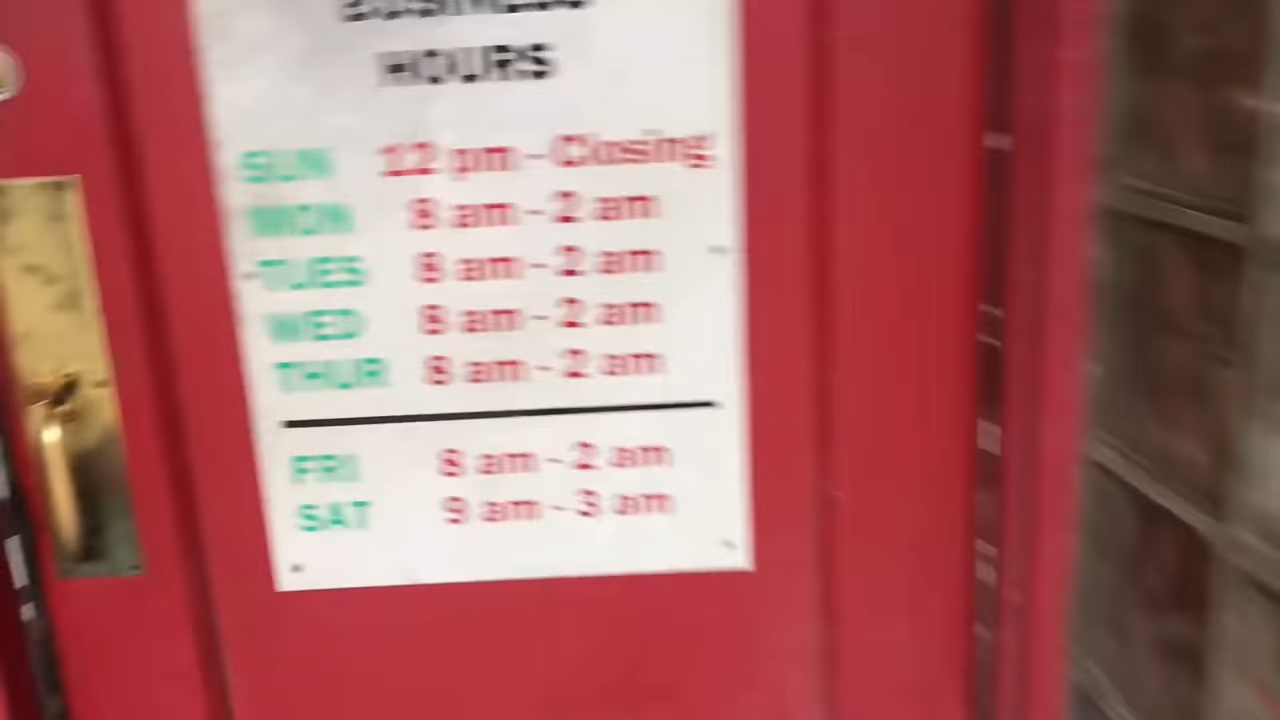 BUSINESS
HOURS
SUN 12 pm - Closing
MON 8 am - 2 am
TUES 8 am - 2 am
WED 8 am - 2 am
THUR 8 am - 2 am
FRI 8 am - 2 am
SAT 9 am - 3 am